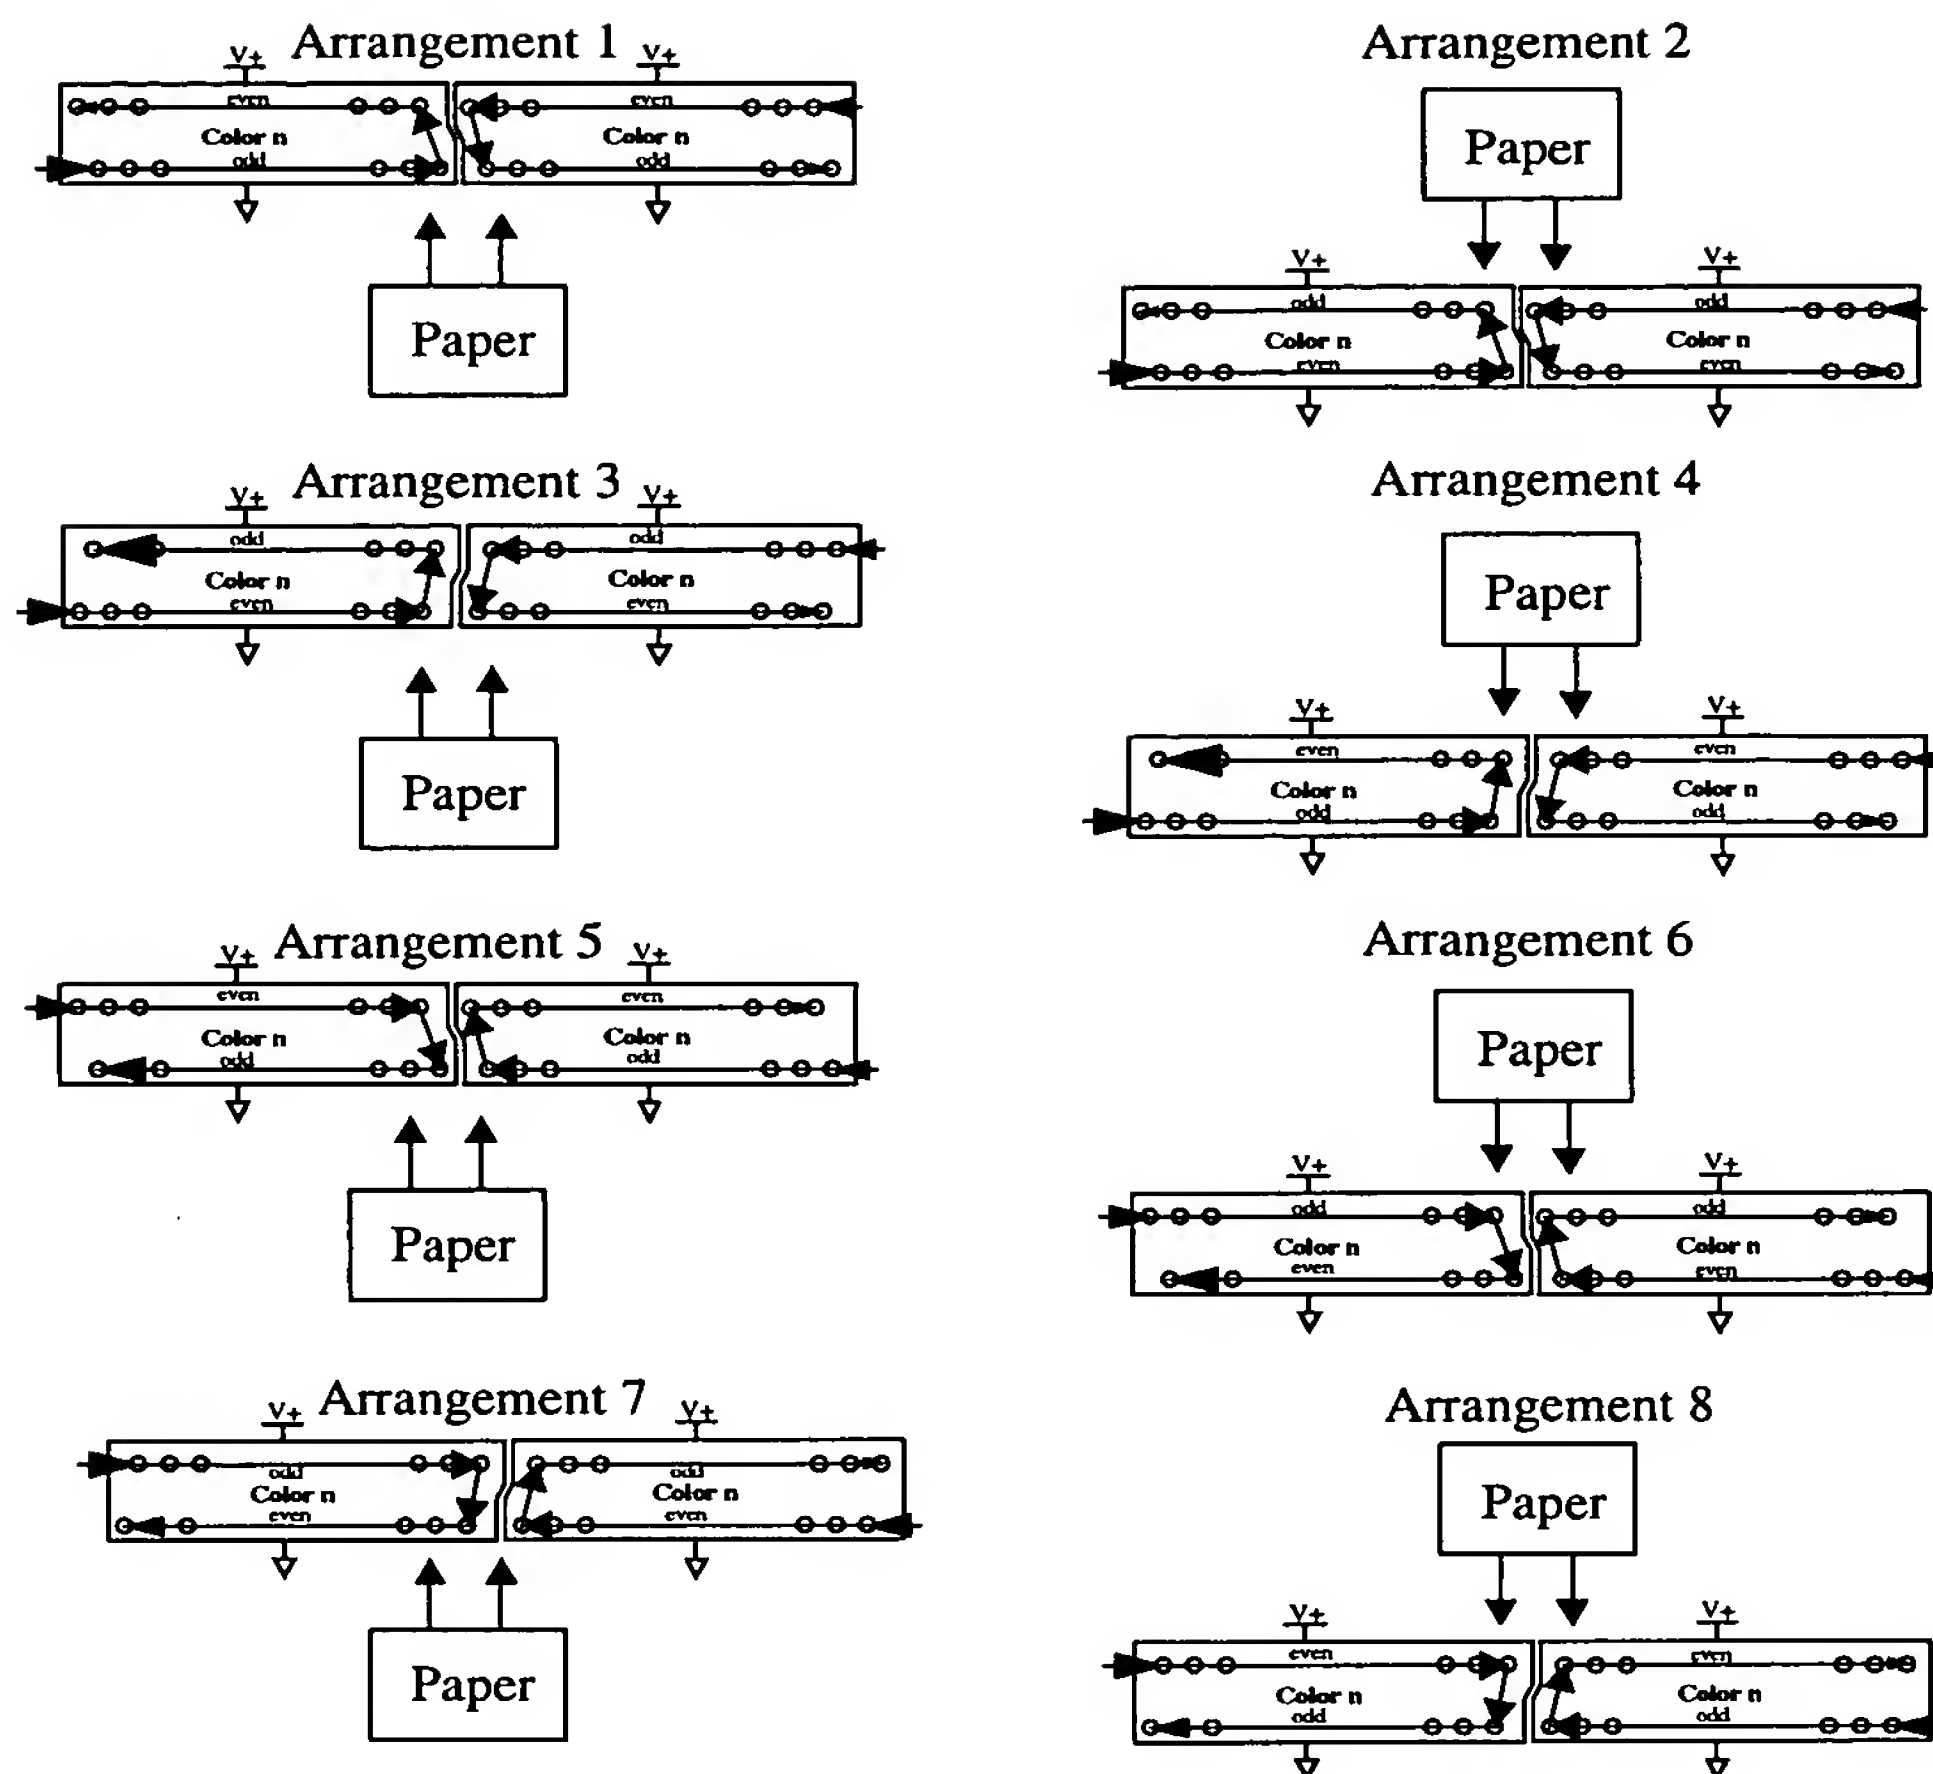 Arrangement 1
V+ V+
even even
Color n Color n
odd odd
Paper
Arrangement 2
Paper
V+ V+
odd odd
Color n Color n
even even
Arrangement 3
V+ V+
odd odd
Color n Color n
even even
Paper
Arrangement 4
Paper
V+ V+
even even
Color n Color n
odd odd
Arrangement 5
V+ V+
even even
Color n Color n
odd odd
Paper
Arrangement 6
Paper
V+ V+
odd odd
Color n Color n
even even
Arrangement 7
V+ V+
odd odd
Color n Color n
even even
Paper
Arrangement 8
Paper
V+ V+
even even
Color n Color n
odd odd